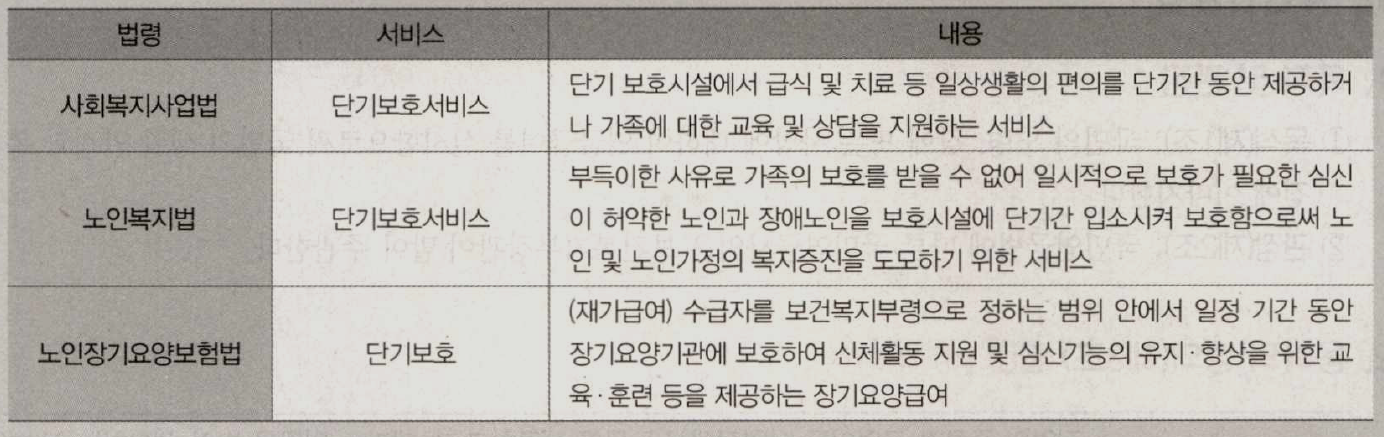 법령 서비스 내용
사회복지사업법 단기보호서비스 단기 보호시설에서 급식 및 치료 등 일상생활의 편의를 단기간 동안 제공하거
나 가족에 대한 교육 및 상담을 지원하는 서비스
노인복지법 단기보호서비스 부득이한 사유로 가족의 보호를 받을 수 없어 일시적으로 보호가 필요한 심신
이 허약한 노인과 장애노인을 보호시설에 단기간 입소시켜 보호함으로써 노
인 및 노인가정의 복지증진을 도모하기 위한 서비스
노인장기요양보험법 단기보호 (재가급여) 수급자를 보건복지부령으로 정하는 범위 안에서 일정 기간 동안
장기요양기관에 보호하여 신체활동 지원 및 심신기능의 유지·향상을 위한 교
육·훈련 등을 제공하는 장기요양급여